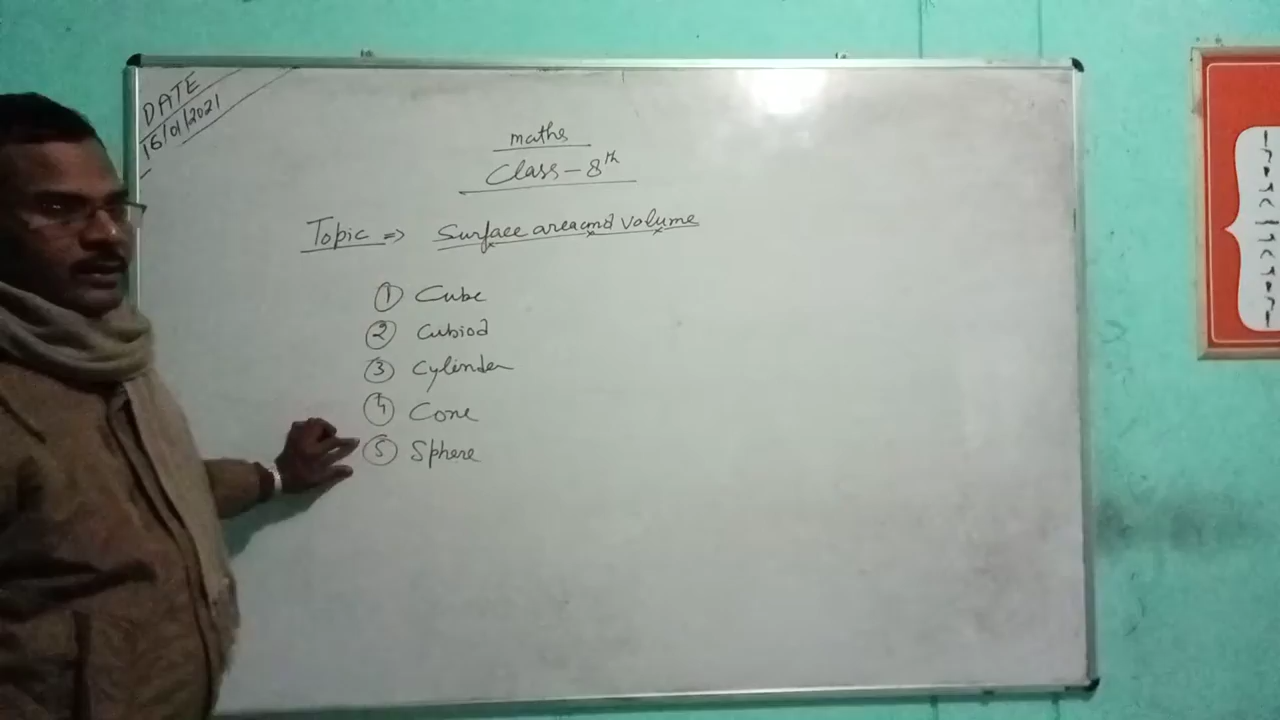 DATE
16/01/2021
maths
Class - 8th
Topic => Surface area and volume
① Cube
② Cubiod
③ Cylinder
④ Cone
⑤ Sphere